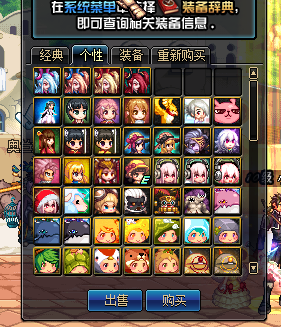 在系统菜单中选择 装备辞典,
即可查询相关装备信息.
经典 个性 装备 重新购买
出售 购买